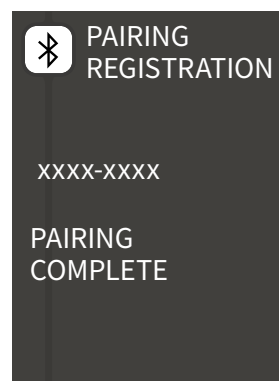 PAIRING
REGISTRATION
xxxx-xxxx
PAIRING
COMPLETE